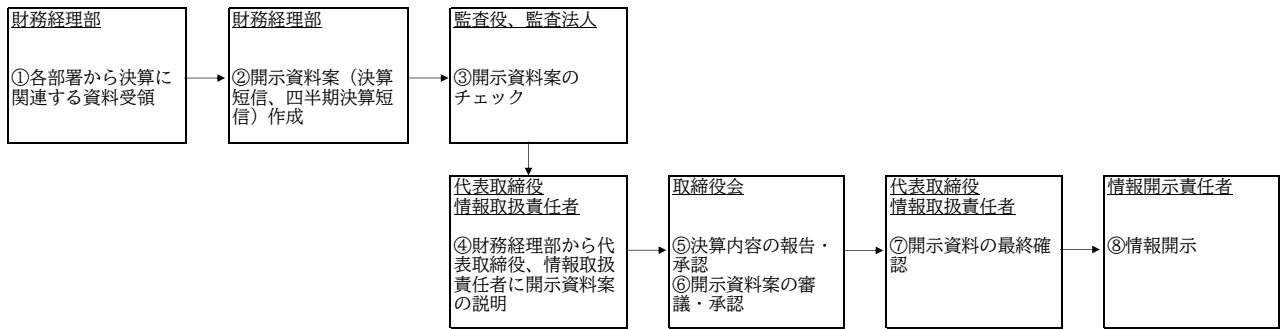 財務経理部
①各部署から決算に
関連する資料受領
財務経理部
②開示資料案（決算
短信、四半期決算短
信）作成
監査役、監査法人
③開示資料案の
チェック
代表取締役
情報取扱責任者
④財務経理部から代
表取締役、情報取扱
責任者に開示資料案
の説明
取締役会
⑤決算内容の報告・
承認
⑥開示資料案の審
議・承認
代表取締役
情報取扱責任者
⑦開示資料の最終確
認
情報開示責任者
⑧情報開示